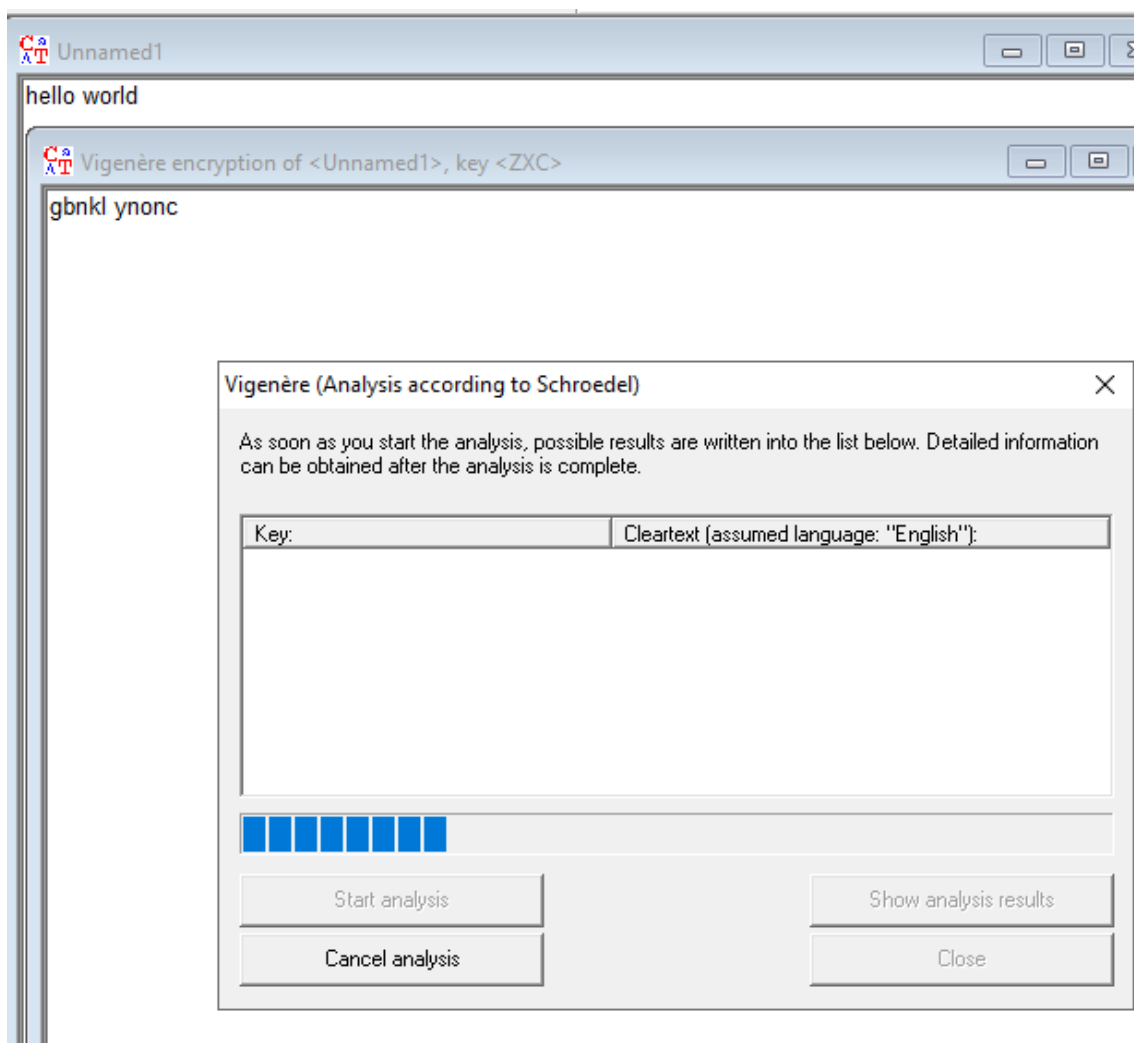 Unnamed1
hello world
Vigenère encryption of <Unnamed1>, key <ZXC>
gbnkl ynonc
Vigenère (Analysis according to Schroedel)
As soon as you start the analysis, possible results are written into the list below. Detailed information
can be obtained after the analysis is complete.
Key: Cleartext (assumed language: "English"):
Start analysis Show analysis results
Cancel analysis Close